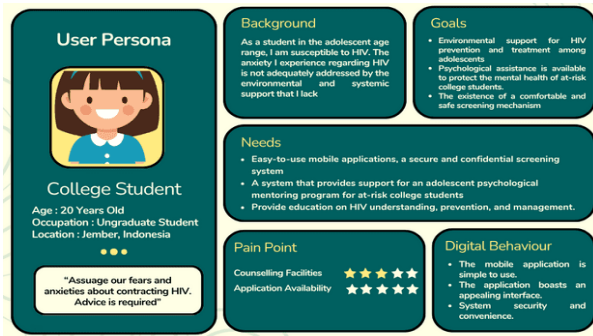 User Persona
College Student
Age : 20 Years Old
Occupation : Ungraduate Student
Location : Jember, Indonesia
“Assuage our fears and
anxieties about contracting HIV.
Advice is required”
Background
As a student in the adolescent age
range, I am susceptible to HIV. The
anxiety I experience regarding HIV
is not adequately addressed by the
environmental and systemic
support that I lack
Goals
• Environmental support for HIV
prevention and treatment among
adolescents
• Psychological assistance is available
to protect the mental health of at-risk
college students.
• The existence of a comfortable and
safe screening mechanism
Needs
• Easy-to-use mobile applications, a secure and confidential screening
system
• A system that provides support for an adolescent psychological
mentoring program for at-risk college students
• Provide education on HIV understanding, prevention, and management.
Pain Point
Counselling Facilities
Application Availability
Digital Behaviour
• The mobile application is
simple to use.
• The application boasts an
appealing interface.
• System security and
convenience.